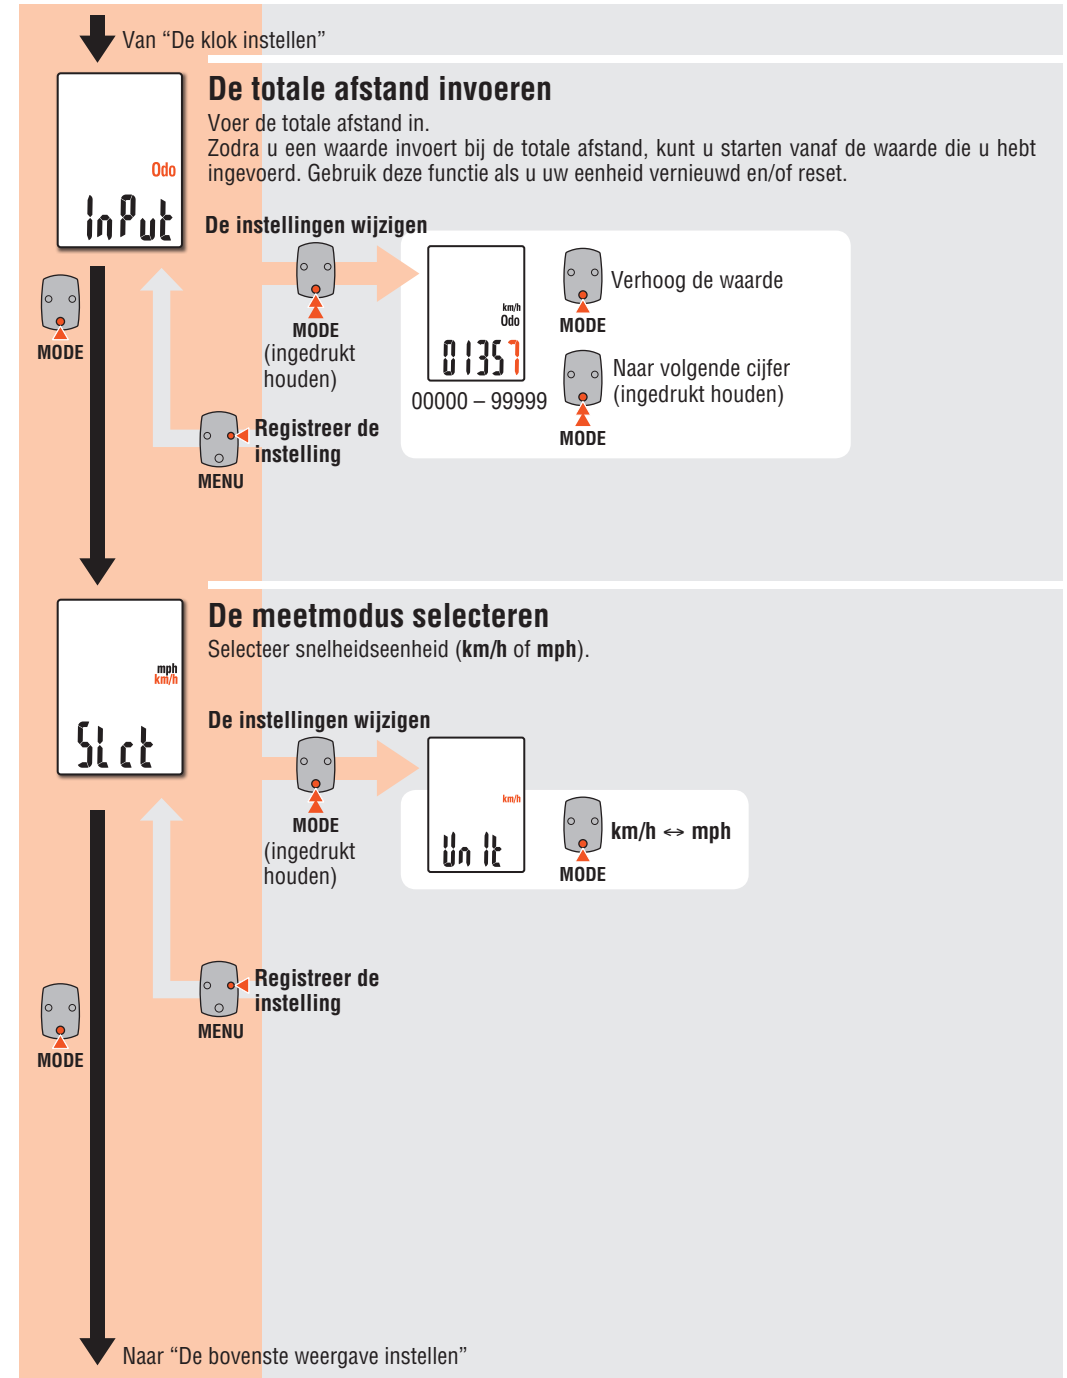 Van “De klok instellen”
De totale afstand invoeren
Voer de totale afstand in.
Zodra u een waarde invoert bij de totale afstand, kunt u starten vanaf de waarde die u hebt
ingevoerd. Gebruik deze functie als u uw eenheid vernieuwd en/of reset.
Odo
InPut
De instellingen wijzigen
MODE
MODE
(ingedrukt
houden)
km/h
Odo
01357
00000 – 99999
Verhoog de waarde
MODE
Naar volgende cijfer
(ingedrukt houden)
MODE
Registreer de
instelling
MENU
De meetmodus selecteren
Selecteer snelheidseenheid (km/h of mph).
mph
km/h
SLct
De instellingen wijzigen
MODE
(ingedrukt
houden)
km/h
Unit
km/h ↔ mph
MODE
Registreer de
instelling
MENU
MODE
Naar “De bovenste weergave instellen”